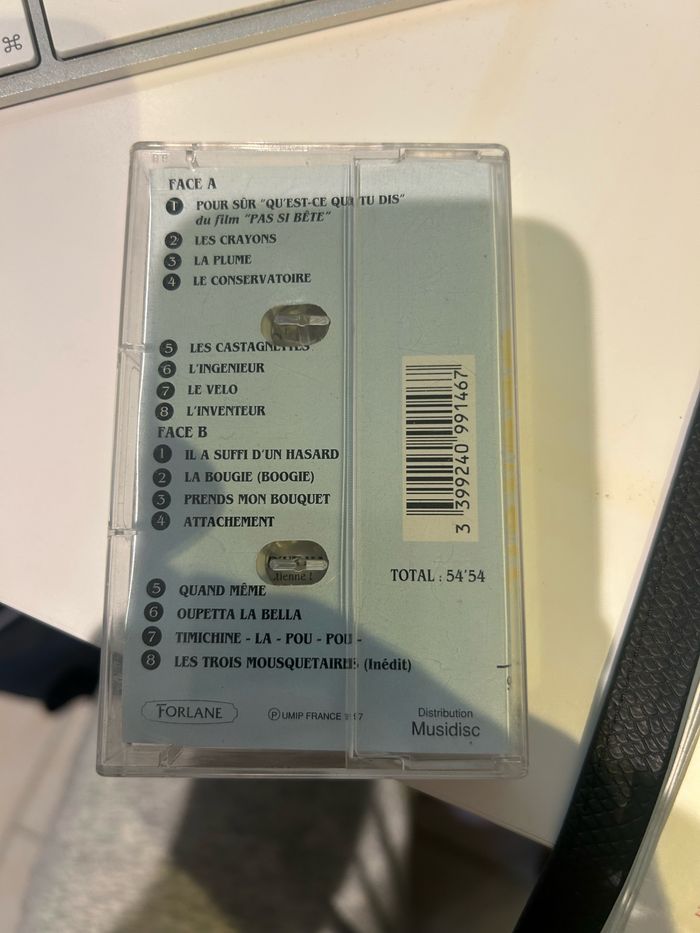 ⌘
FACE A
1 POUR SÛR "QU'EST-CE QUE TU DIS"
du film "PAS SI BÊTE"
2 LES CRAYONS
3 LA PLUME
4 LE CONSERVATOIRE
5 LES CASTAGNETTES
6 L'INGENIEUR
7 LE VELO
8 L'INVENTEUR
FACE B
1 IL A SUFFI D'UN HASARD
2 LA BOUGIE (BOOGIE)
3 PRENDS MON BOUQUET
4 ATTACHEMENT
5 QUAND MÊME
6 OUPETTA LA BELLA
7 TIMICHINE - LA - POU - POU -
8 LES TROIS MOUSQUETAIRES (Inédit)
3 399240 991467
TOTAL : 54'54
FORLANE
Ⓟ UMIP FRANCE 1997
Distribution
Musidisc